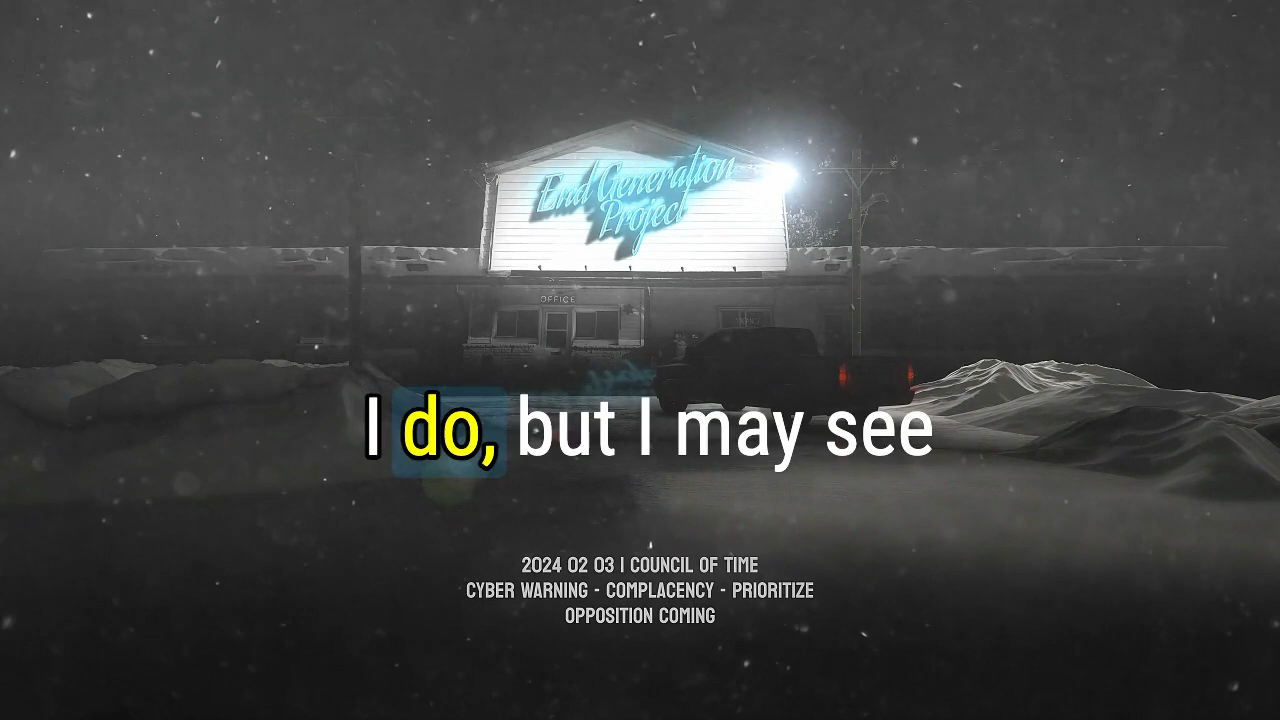 End Generation
Project
OFFICE
I do, but I may see
2024 02 03 | COUNCIL OF TIME
CYBER WARNING - COMPLACENCY - PRIORITIZE
OPPOSITION COMING